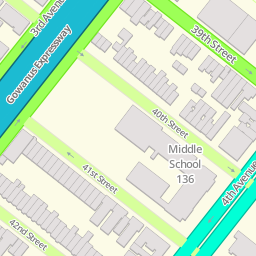 3rd Avenue
Gowanus Expressway
39th Street
40th Street
Middle
School
136
41st Street
4th Avenue
42nd Street